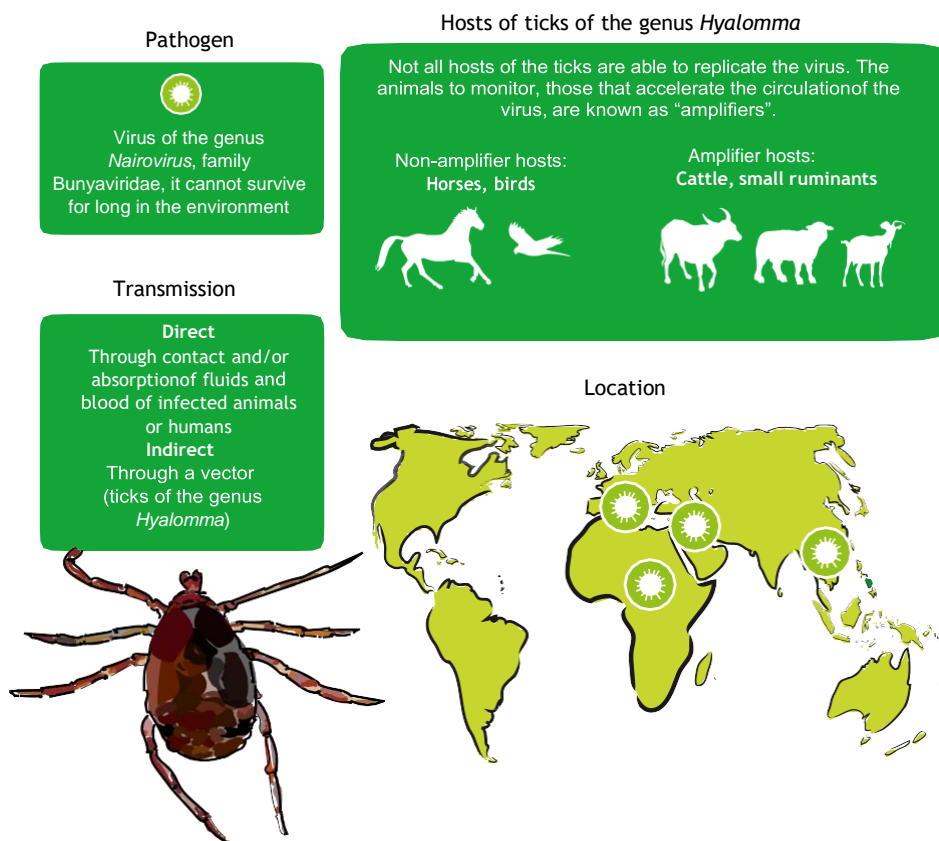 Pathogen
Virus of the genus
Nairovirus, family
Bunyaviridae, it cannot survive
for long in the environment
Hosts of ticks of the genus Hyalomma
Not all hosts of the ticks are able to replicate the virus. The
animals to monitor, those that accelerate the circulationof the
virus, are known as “amplifiers”.
Non-amplifier hosts:
Horses, birds
Amplifier hosts:
Cattle, small ruminants
Transmission
Direct
Through contact and/or
absorptionof fluids and
blood of infected animals
or humans
Indirect
Through a vector
(ticks of the genus
Hyalomma)
Location